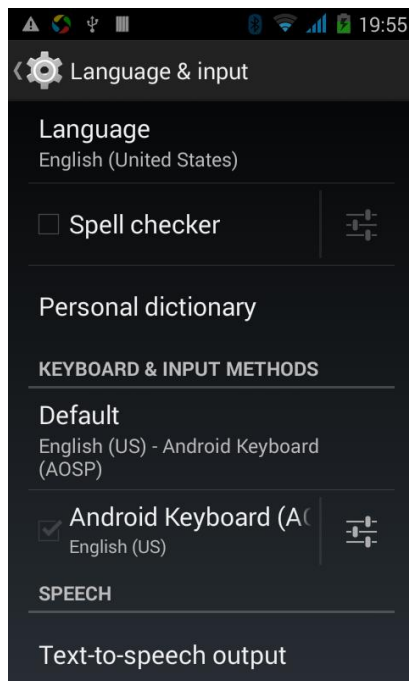 19:55
Language & input
Language
English (United States)
Spell checker
Personal dictionary
KEYBOARD & INPUT METHODS
Default
English (US) - Android Keyboard
(AOSP)
Android Keyboard (AO
English (US)
SPEECH
Text-to-speech output